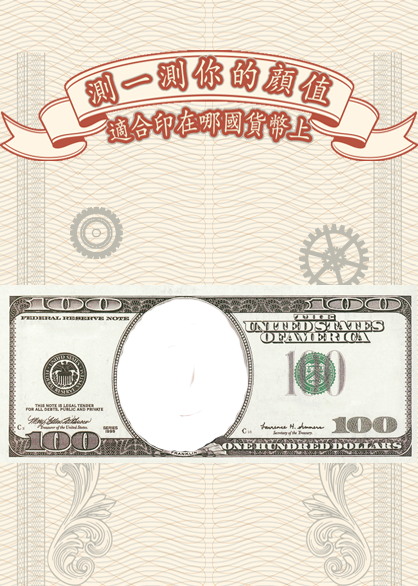 測一測你的顏值
適合印在哪國貨幣上
100
100
FEDERAL RESERVE NOTE
THE
UNITED STATES
OF AMERICA
100
THIS NOTE IS LEGAL TENDER
FOR ALL DEBTS, PUBLIC AND PRIVATE
Treasurer of the United States.
SERIES
1999
Secretary of the Treasury.
100
100
FRANKLIN
ONE HUNDRED DOLLARS